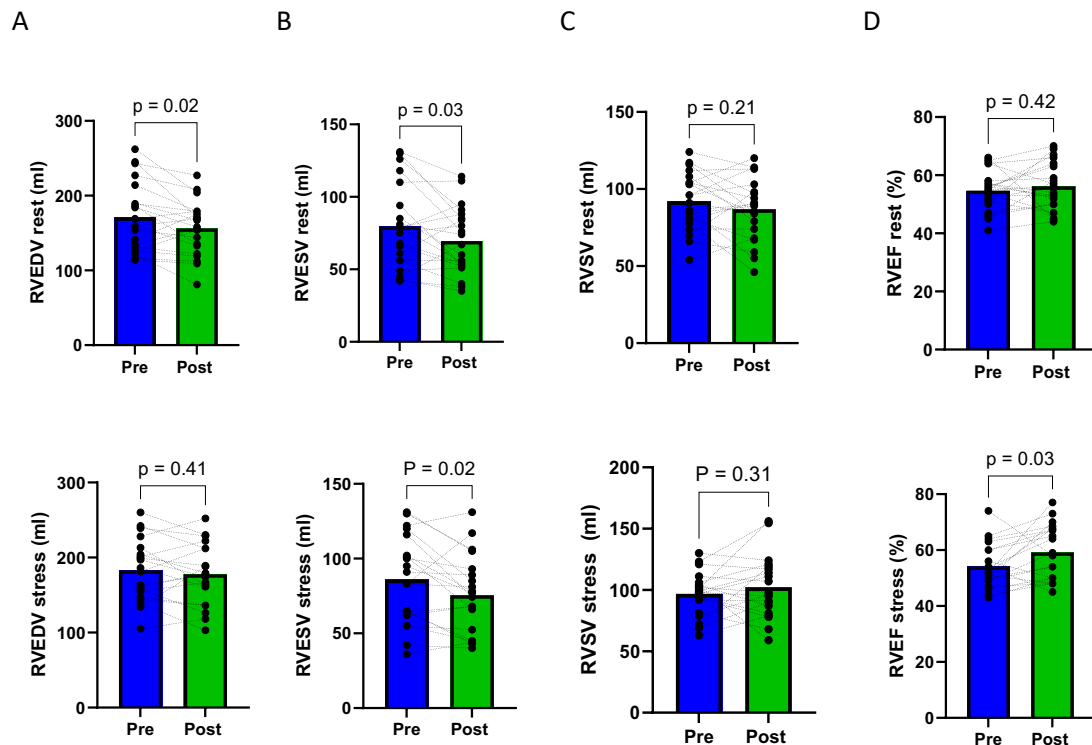 A
B
C
D
p = 0.02
300
200
100
0
RVEDV rest (ml)
Pre
Post
p = 0.03
150
100
50
0
RVESV rest (ml)
Pre
Post
p = 0.21
150
100
50
0
RVSV rest (ml)
Pre
Post
p = 0.42
80
60
40
20
0
RVEF rest (%)
Pre
Post
p = 0.41
300
200
100
0
RVEDV stress (ml)
Pre
Post
P = 0.02
150
100
50
0
RVESV stress (ml)
Pre
Post
P = 0.31
200
150
100
50
0
RVSV stress (ml)
Pre
Post
p = 0.03
80
60
40
20
0
RVEF stress (%)
Pre
Post